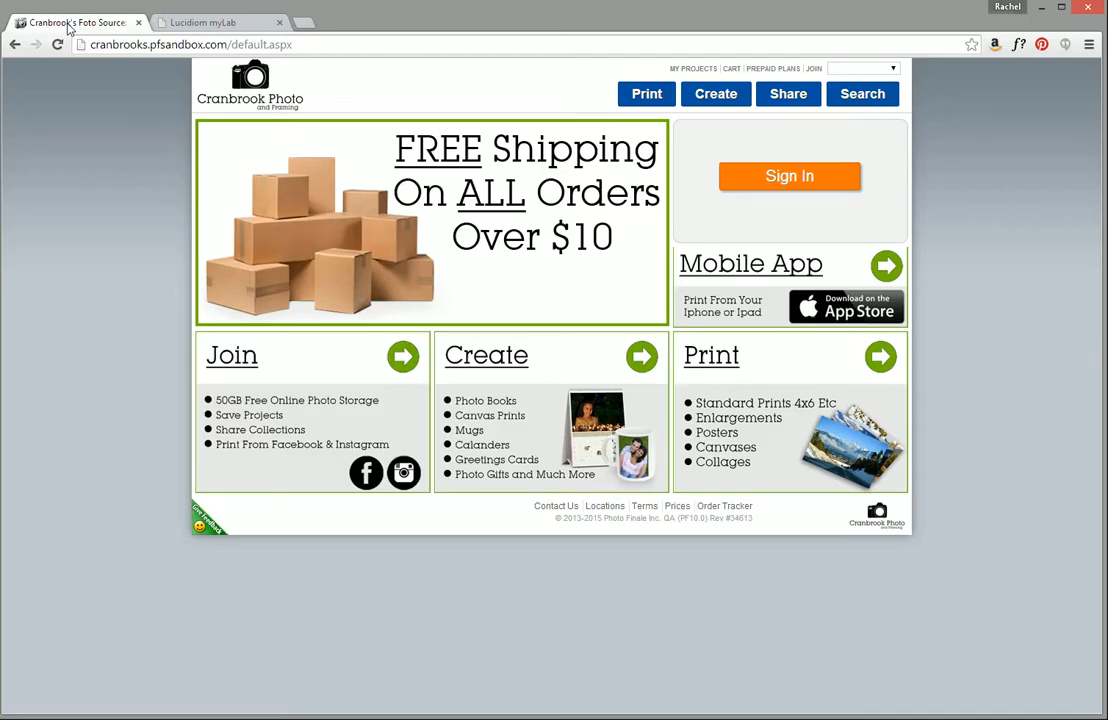 Rachel
Cranbrook's Foto Source:
Lucidiom myLab
cranbrooks.pfsandbox.com/default.aspx
f?
MY PROJECTS CART PREPAID PLANS JOIN
Cranbrook Photo
and Framing
Print Create Share Search
FREE Shipping
On ALL Orders
Over $10
Sign In
Mobile App
Print From Your
Iphone or Ipad
Download on the
App Store
Join
50GB Free Online Photo Storage
Save Projects
Share Collections
Print From Facebook & Instagram
Create
Photo Books
Canvas Prints
Mugs
Calanders
Greetings Cards
Photo Gifts and Much More
Print
Standard Prints 4x6 Etc
Enlargements
Posters
Canvases
Collages
Live Feedback
Contact Us Locations Terms Prices Order Tracker
© 2013-2015 Photo Finale Inc. QA (PF10.0) Rev #34613
Cranbrook Photo
and Framing